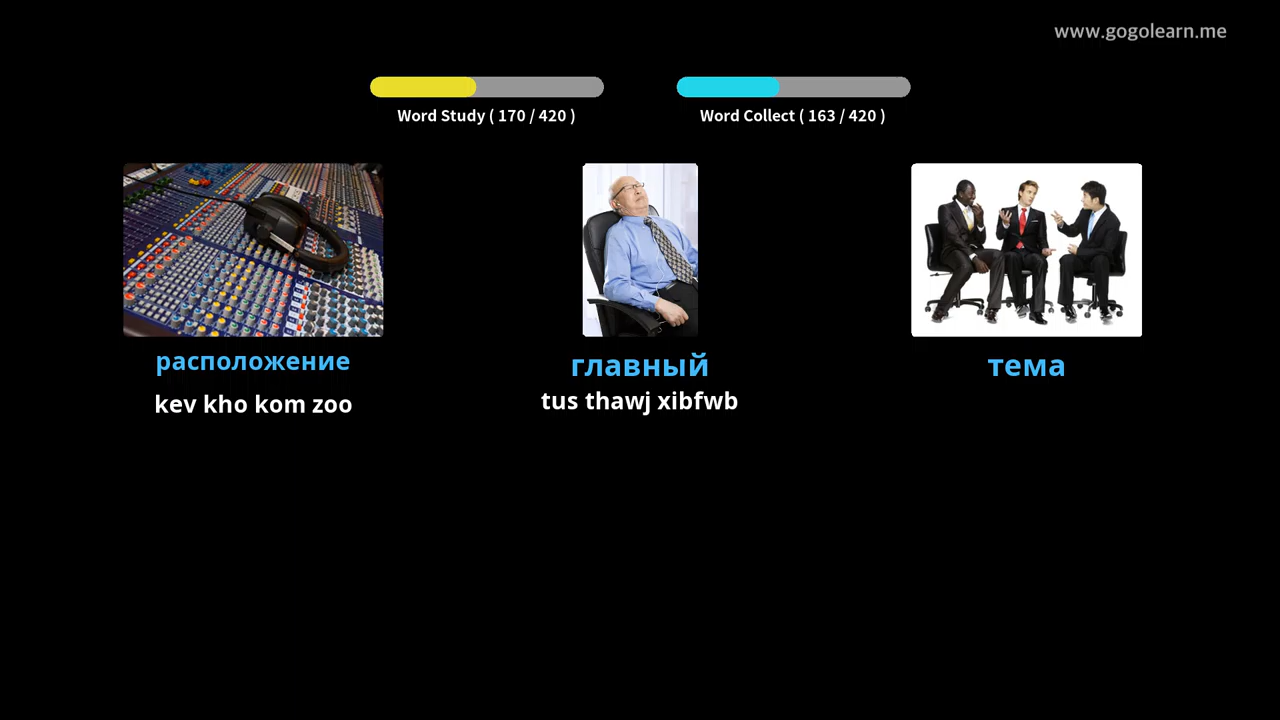 www.gogolearn.me
Word Study ( 170 / 420 )
Word Collect ( 163 / 420 )
расположение
главный
тема
kev kho kom zoo
tus thawj xibfwb